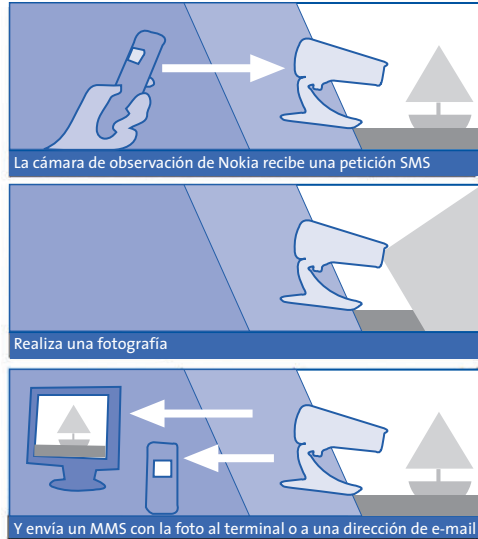 La cámara de observación de Nokia recibe una petición SMS
Realiza una fotografía
Y envía un MMS con la foto al terminal o a una dirección de e-mail